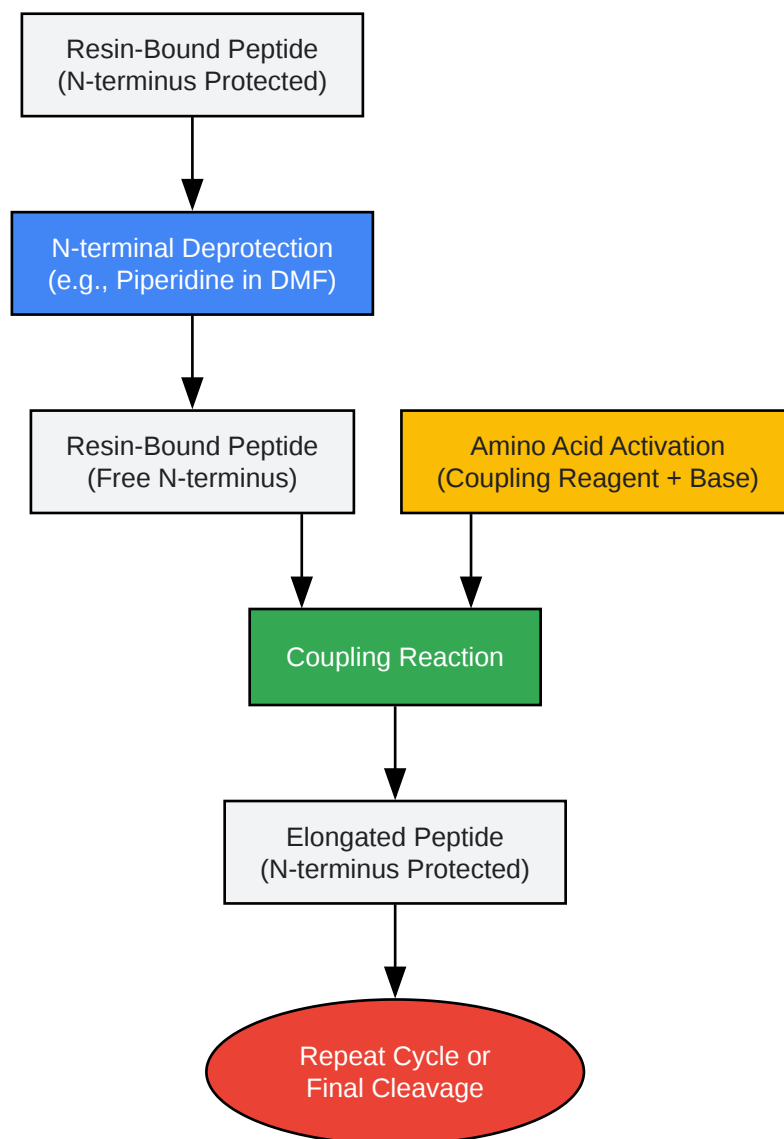 Resin-Bound Peptide
(N-terminus Protected)
N-terminal Deprotection
(e.g., Piperidine in DMF)
Resin-Bound Peptide
(Free N-terminus)
Amino Acid Activation
(Coupling Reagent + Base)
Coupling Reaction
Elongated Peptide
(N-terminus Protected)
Repeat Cycle or
Final Cleavage